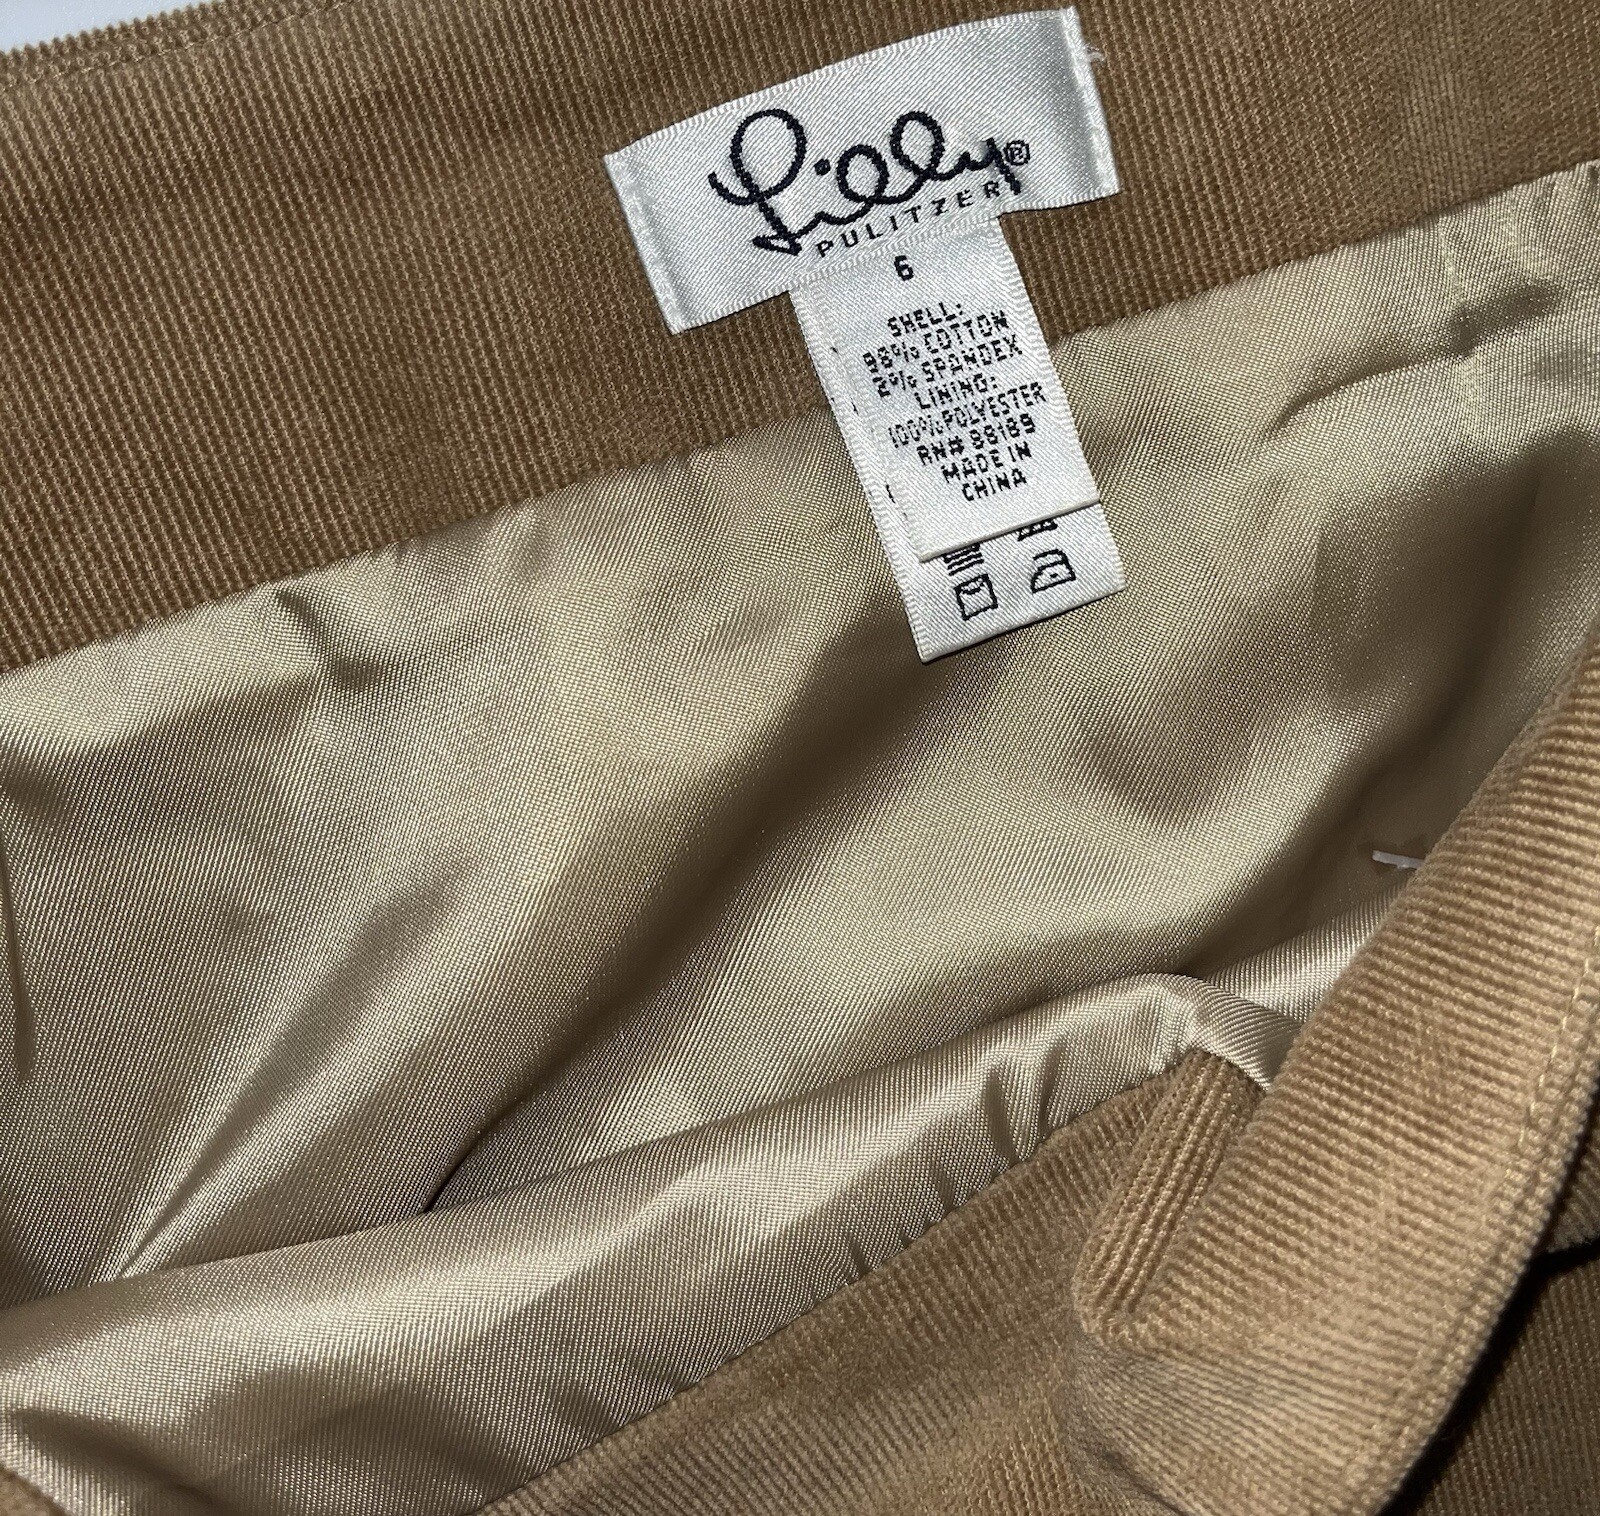 Lilly®
PULITZER
6
SHELL:
98% COTTON
2% SPANDEX
LINING:
100% POLYESTER
RN# 88189
MADE IN
CHINA